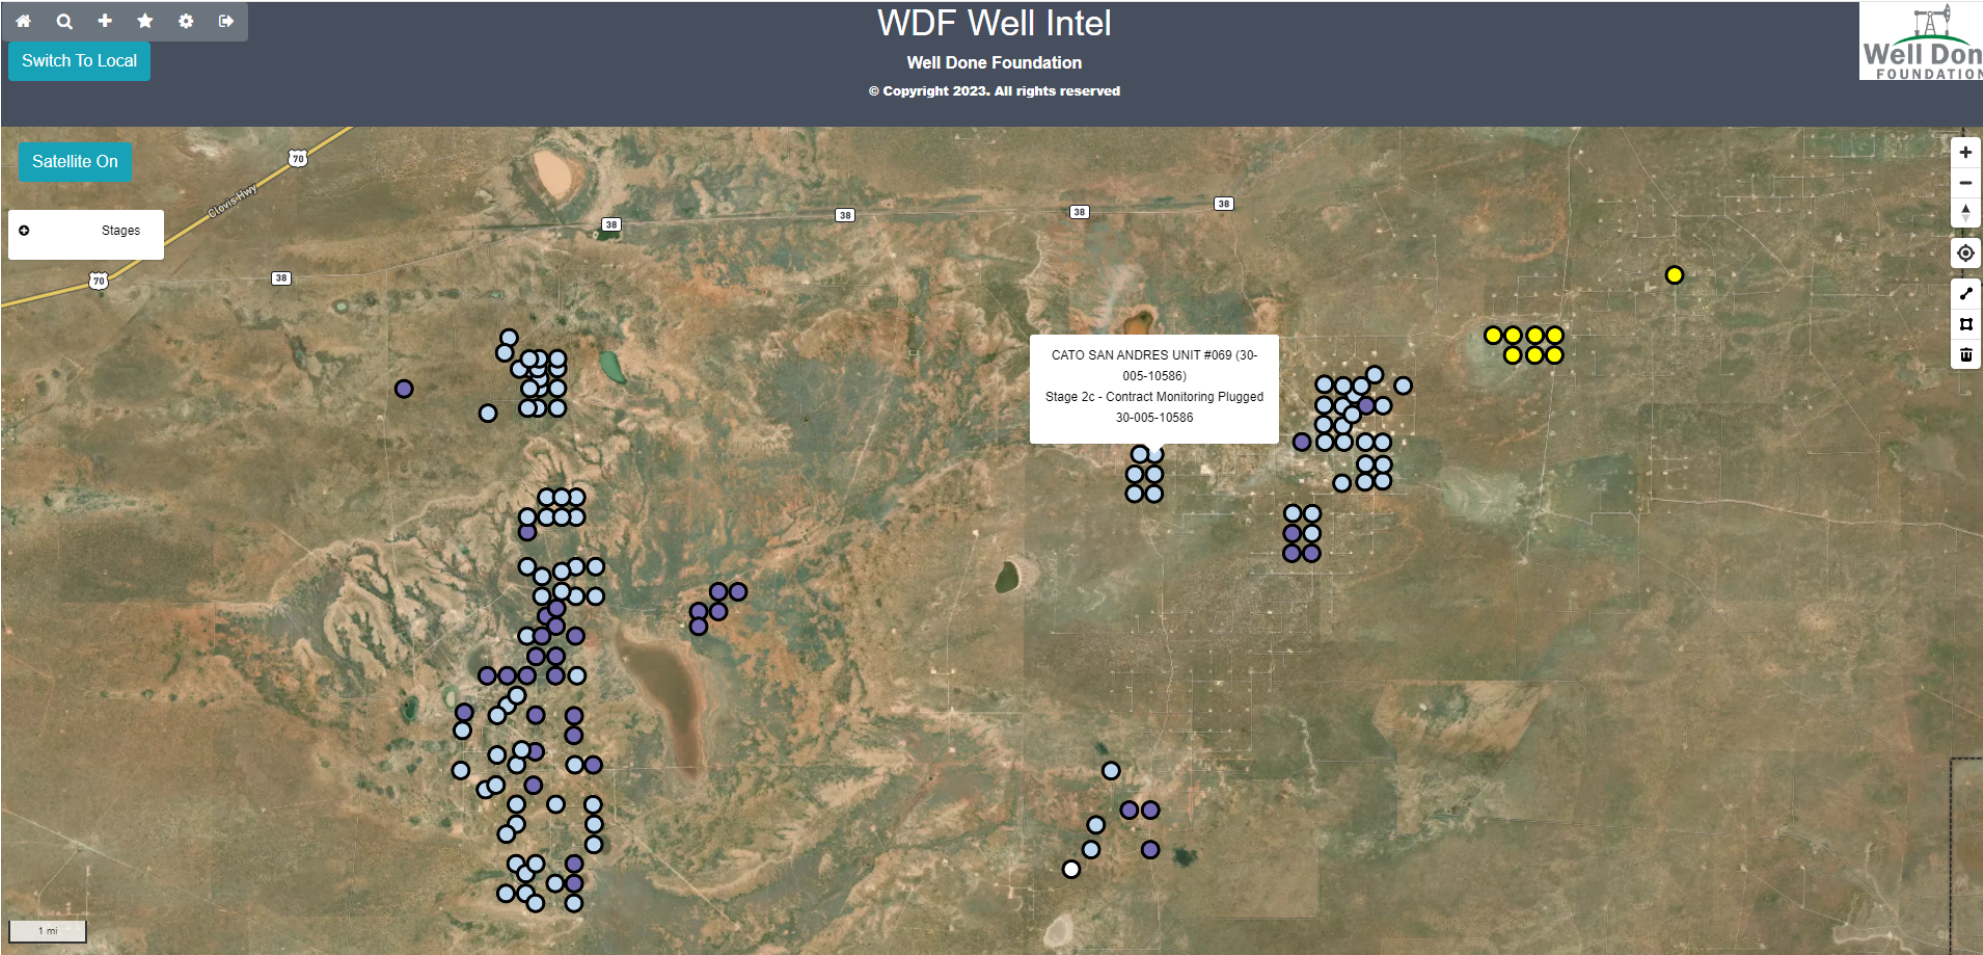 WDF Well Intel
Switch To Local
Well Done Foundation
© Copyright 2023. All rights reserved
Well Don
FOUNDATION
Satellite On
70
Clovis Hwy
38
38
38
38
Stages
70
38
CATO SAN ANDRES UNIT #069 (30-
005-10586)
Stage 2c - Contract Monitoring Plugged
30-005-10586
1 mi